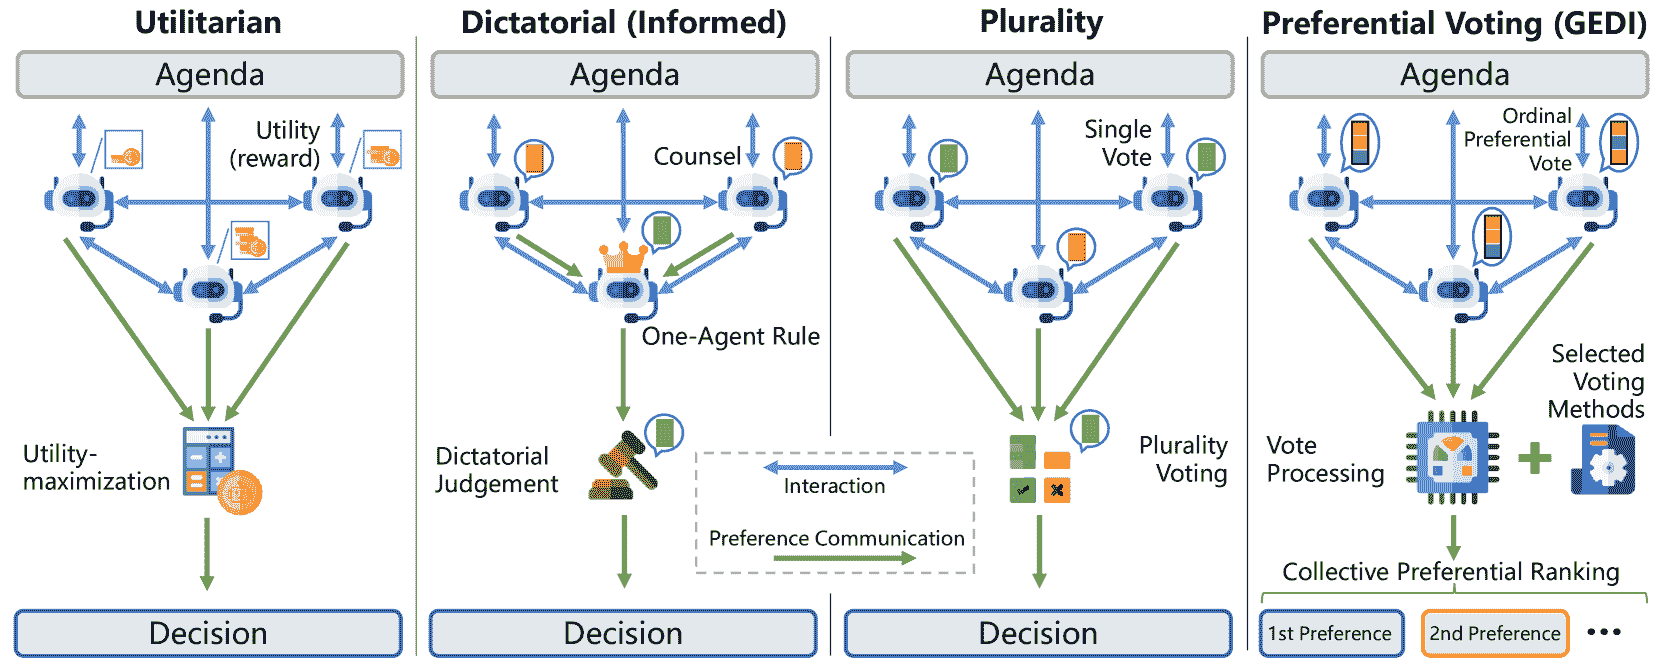 Utilitarian
Agenda
Utility
(reward)
Utility-
maximization
Decision
Dictatorial (Informed)
Agenda
Counsel
One-Agent Rule
Dictatorial
Judgement
Decision
Interaction
Preference Communication
Plurality
Agenda
Single
Vote
Plurality
Voting
Decision
Preferential Voting (GEDI)
Agenda
Ordinal
Preferential
Vote
Selected
Voting
Methods
Vote
Processing
Collective Preferential Ranking
1st Preference
2nd Preference
•••